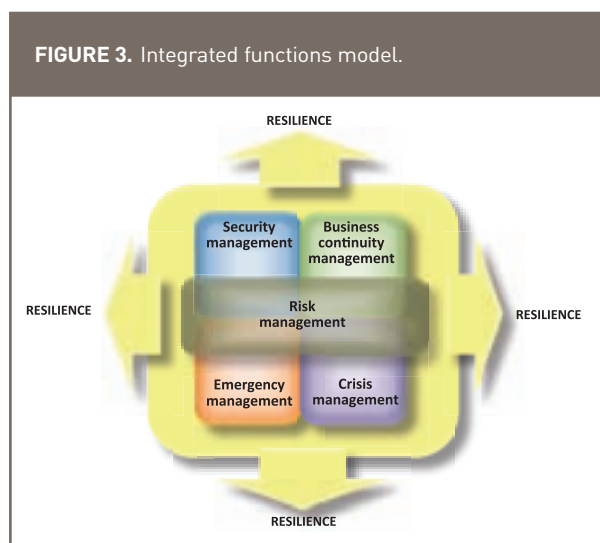 FIGURE 3. Integrated functions model.
RESILIENCE
Security
management
Business
continuity
management
RESILIENCE
Risk
management
RESILIENCE
Emergency
management
Crisis
management
RESILIENCE